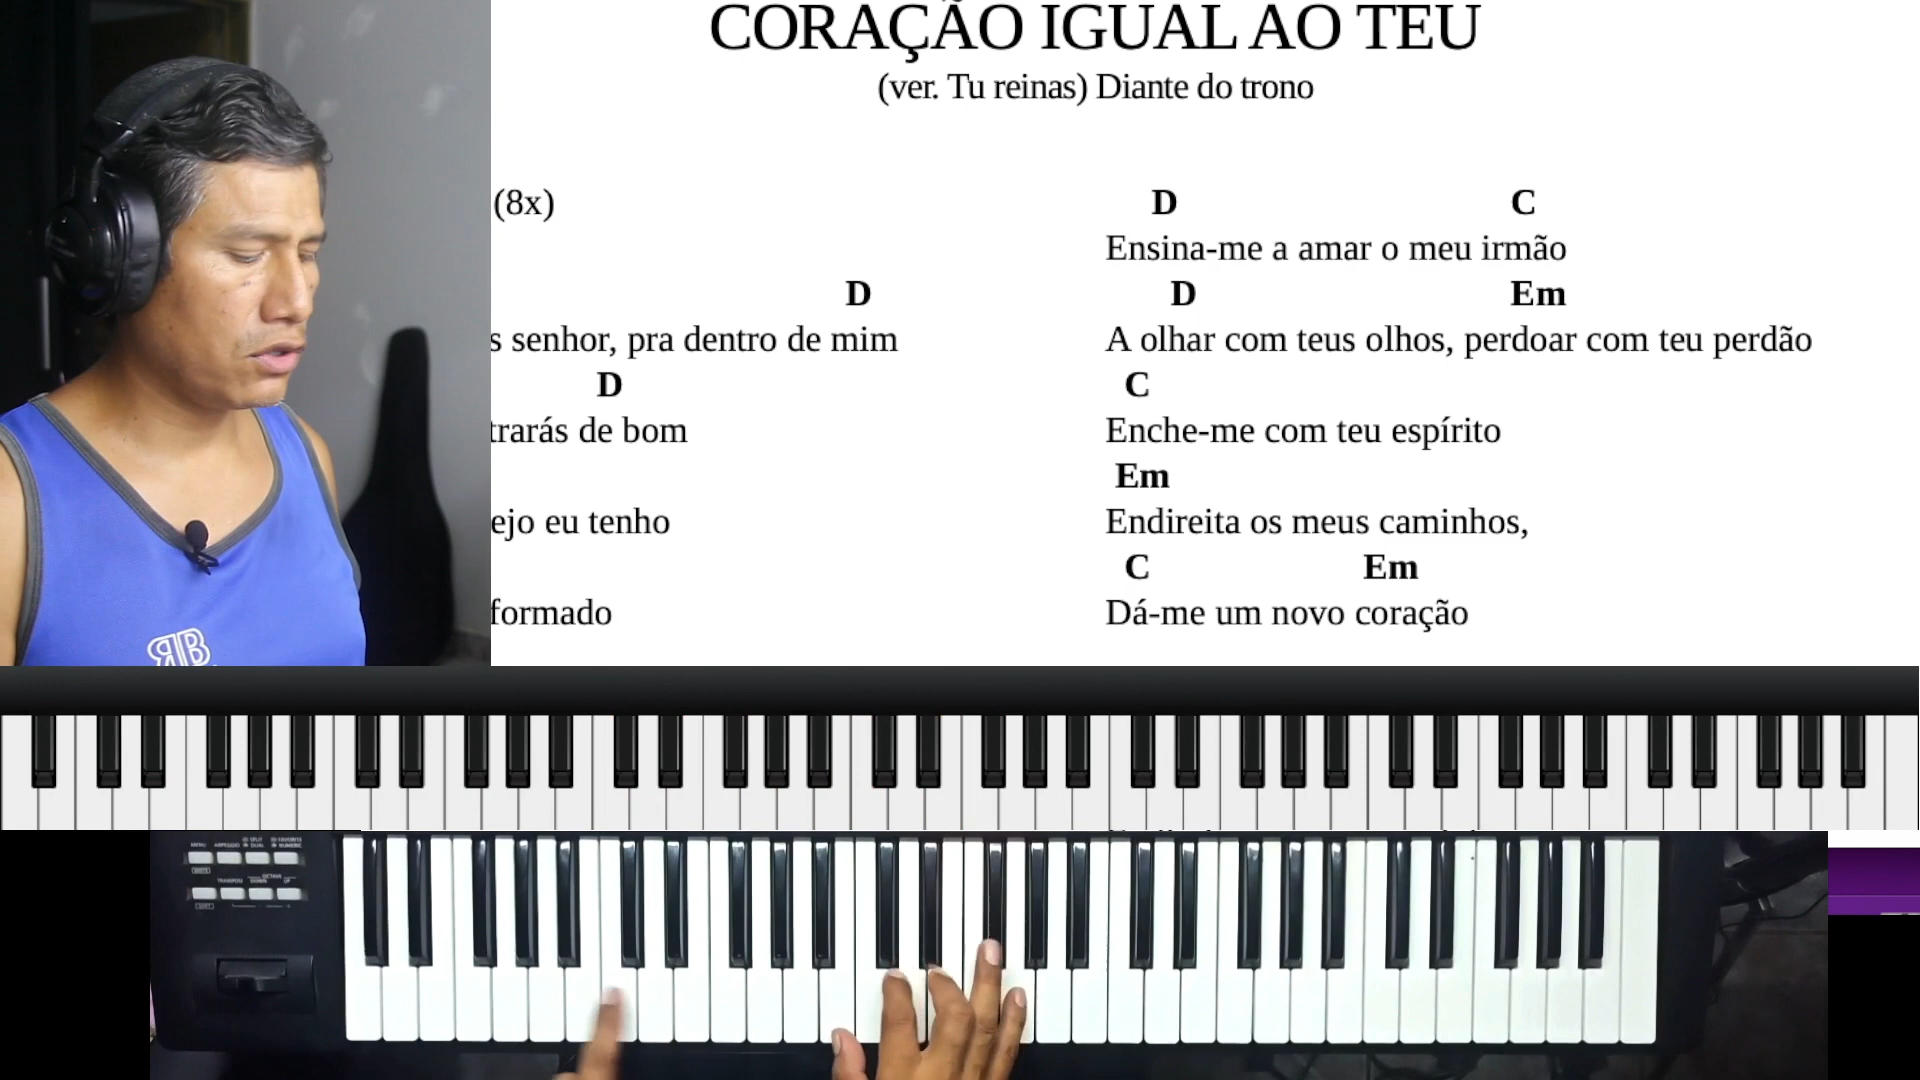 CORAÇÃO IGUAL AO TEU
(ver. Tu reinas) Diante do trono
(8x)
D
s senhor, pra dentro de mim
D
trarás de bom
ejo eu tenho
formado
D C
Ensina-me a amar o meu irmão
D Em
A olhar com teus olhos, perdoar com teu perdão
C
Enche-me com teu espírito
Em
Endireita os meus caminhos,
C Em
Dá-me um novo coração
MENU ARPEGGIO